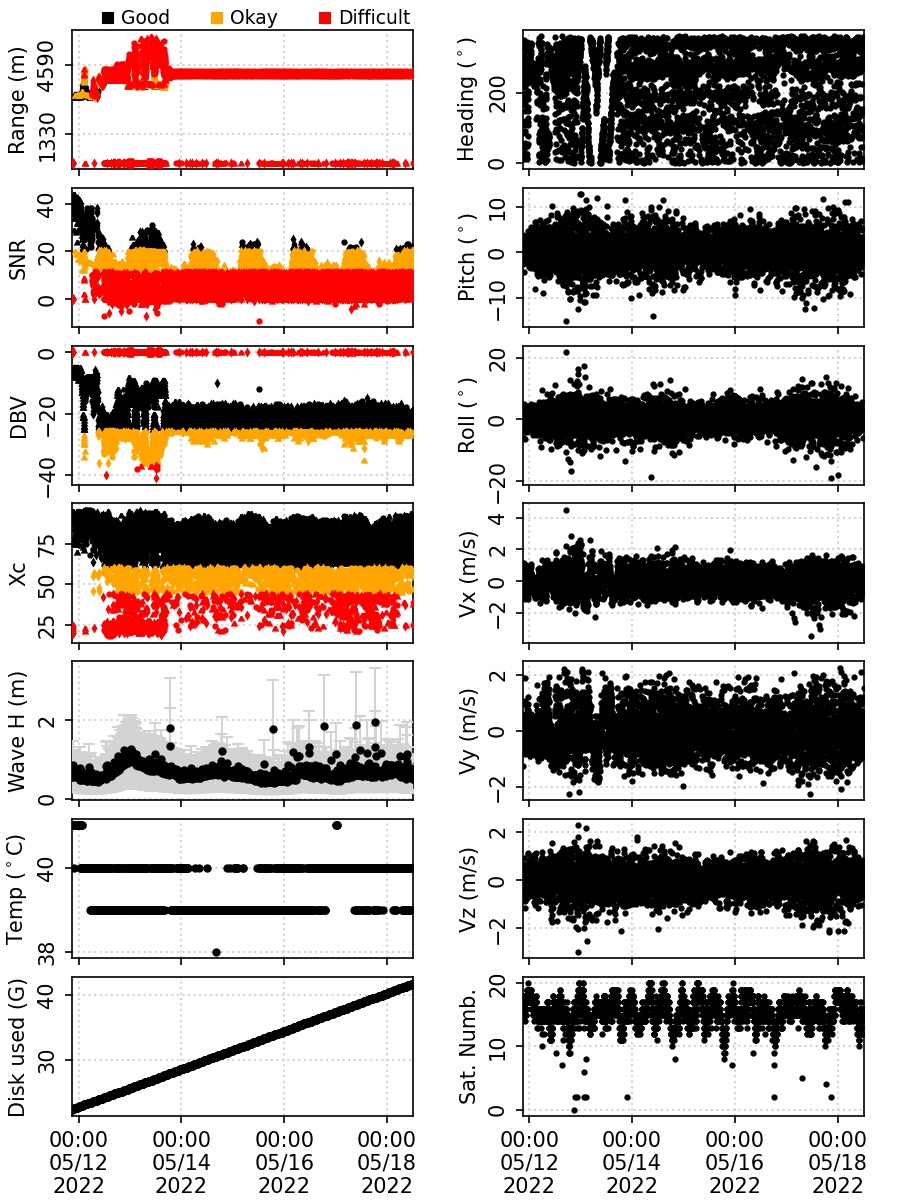 Good Okay Difficult
Range (m)
4590
1330
Heading (°)
200
0
SNR
40
20
0
Pitch (°)
10
0
−10
DBV
0
−20
−40
Roll (°)
20
0
−20
Xc
75
50
25
Vx (m/s)
4
2
0
−2
Wave H (m)
2
0
Vy (m/s)
2
0
−2
Temp (°C)
40
38
Vz (m/s)
2
0
−2
Disk used (G)
40
30
Sat. Numb.
20
10
0
00:00 00:00 00:00 00:00 00:00 00:00 00:00 00:00
05/12 05/14 05/16 05/18 05/12 05/14 05/16 05/18
2022 2022 2022 2022 2022 2022 2022 2022